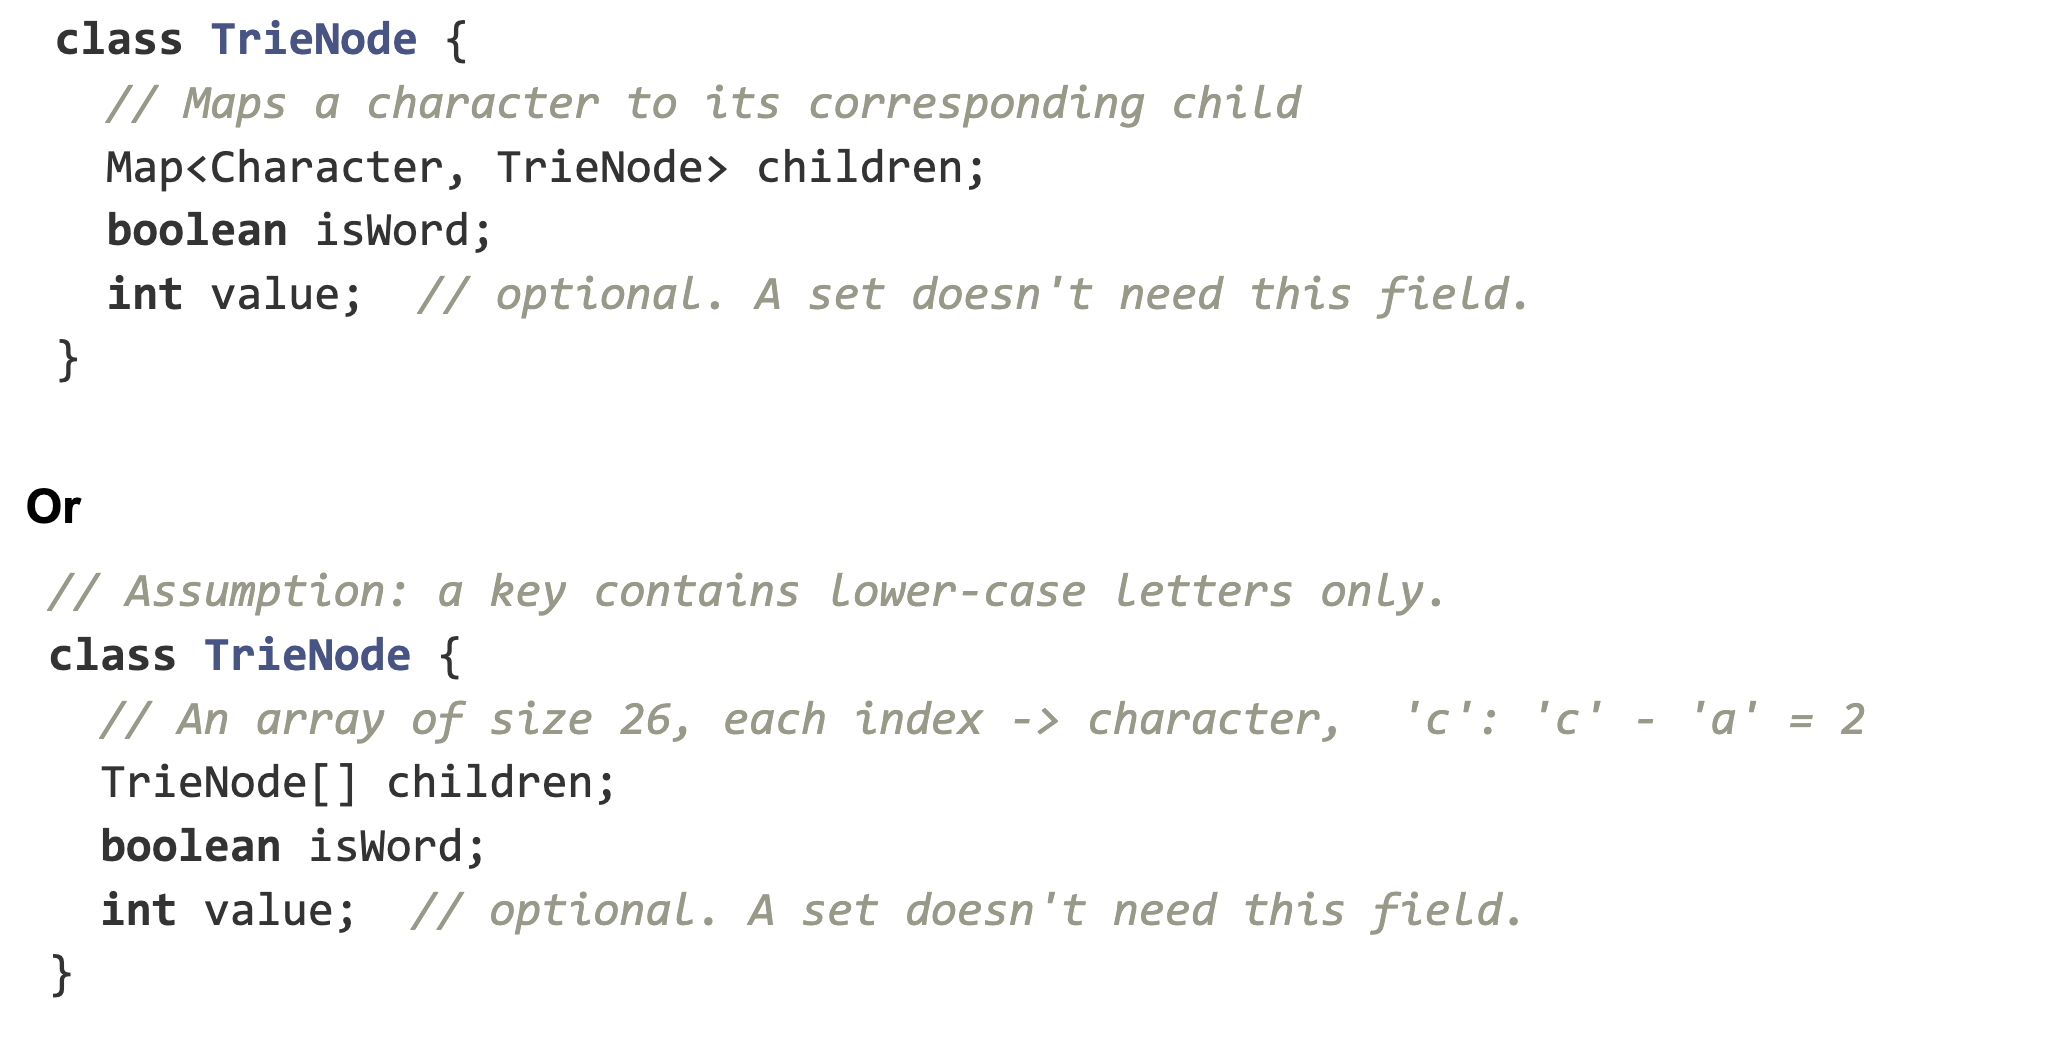 class TrieNode {
  // Maps a character to its corresponding child
  Map<Character, TrieNode> children;
  boolean isWord;
  int value;  // optional. A set doesn't need this field.
}
Or
// Assumption: a key contains lower-case letters only.
class TrieNode {
  // An array of size 26, each index -> character,  'c': 'c' - 'a' = 2
  TrieNode[] children;
  boolean isWord;
  int value;  // optional. A set doesn't need this field.
}